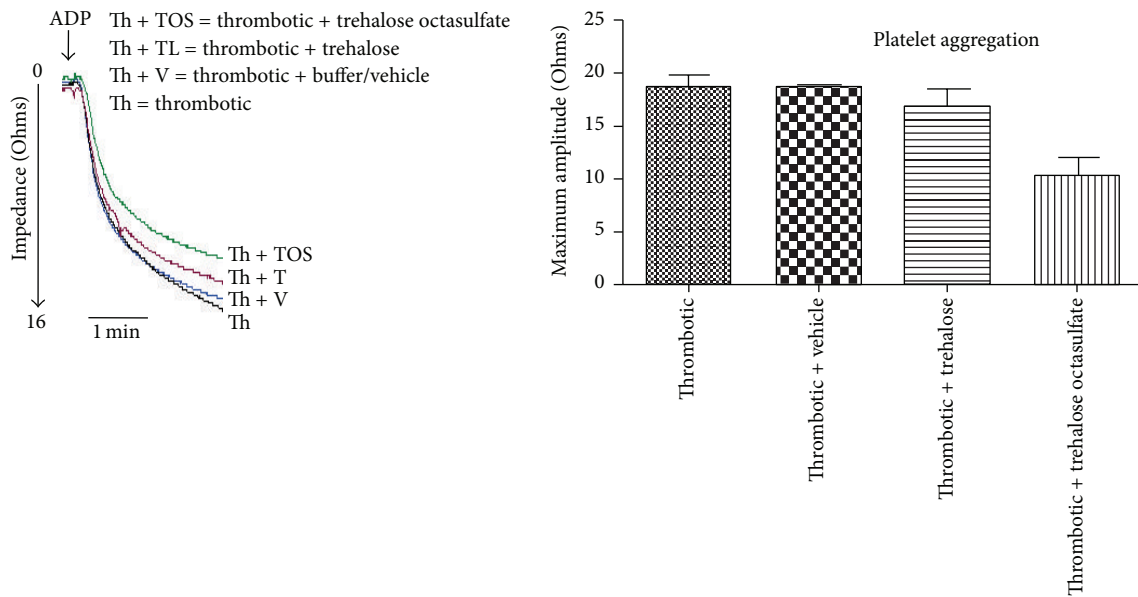 ADP
Th + TOS = thrombotic + trehalose octasulfate
Th + TL = thrombotic + trehalose
Th + V = thrombotic + buffer/vehicle
Th = thrombotic
0
Impedance (Ohms)
16
1 min
Th + TOS
Th + T
Th + V
Th
Platelet aggregation
Maximum amplitude (Ohms)
25
20
15
10
5
0
Thrombotic
Thrombotic + vehicle
Thrombotic + trehalose
Thrombotic + trehalose octasulfate